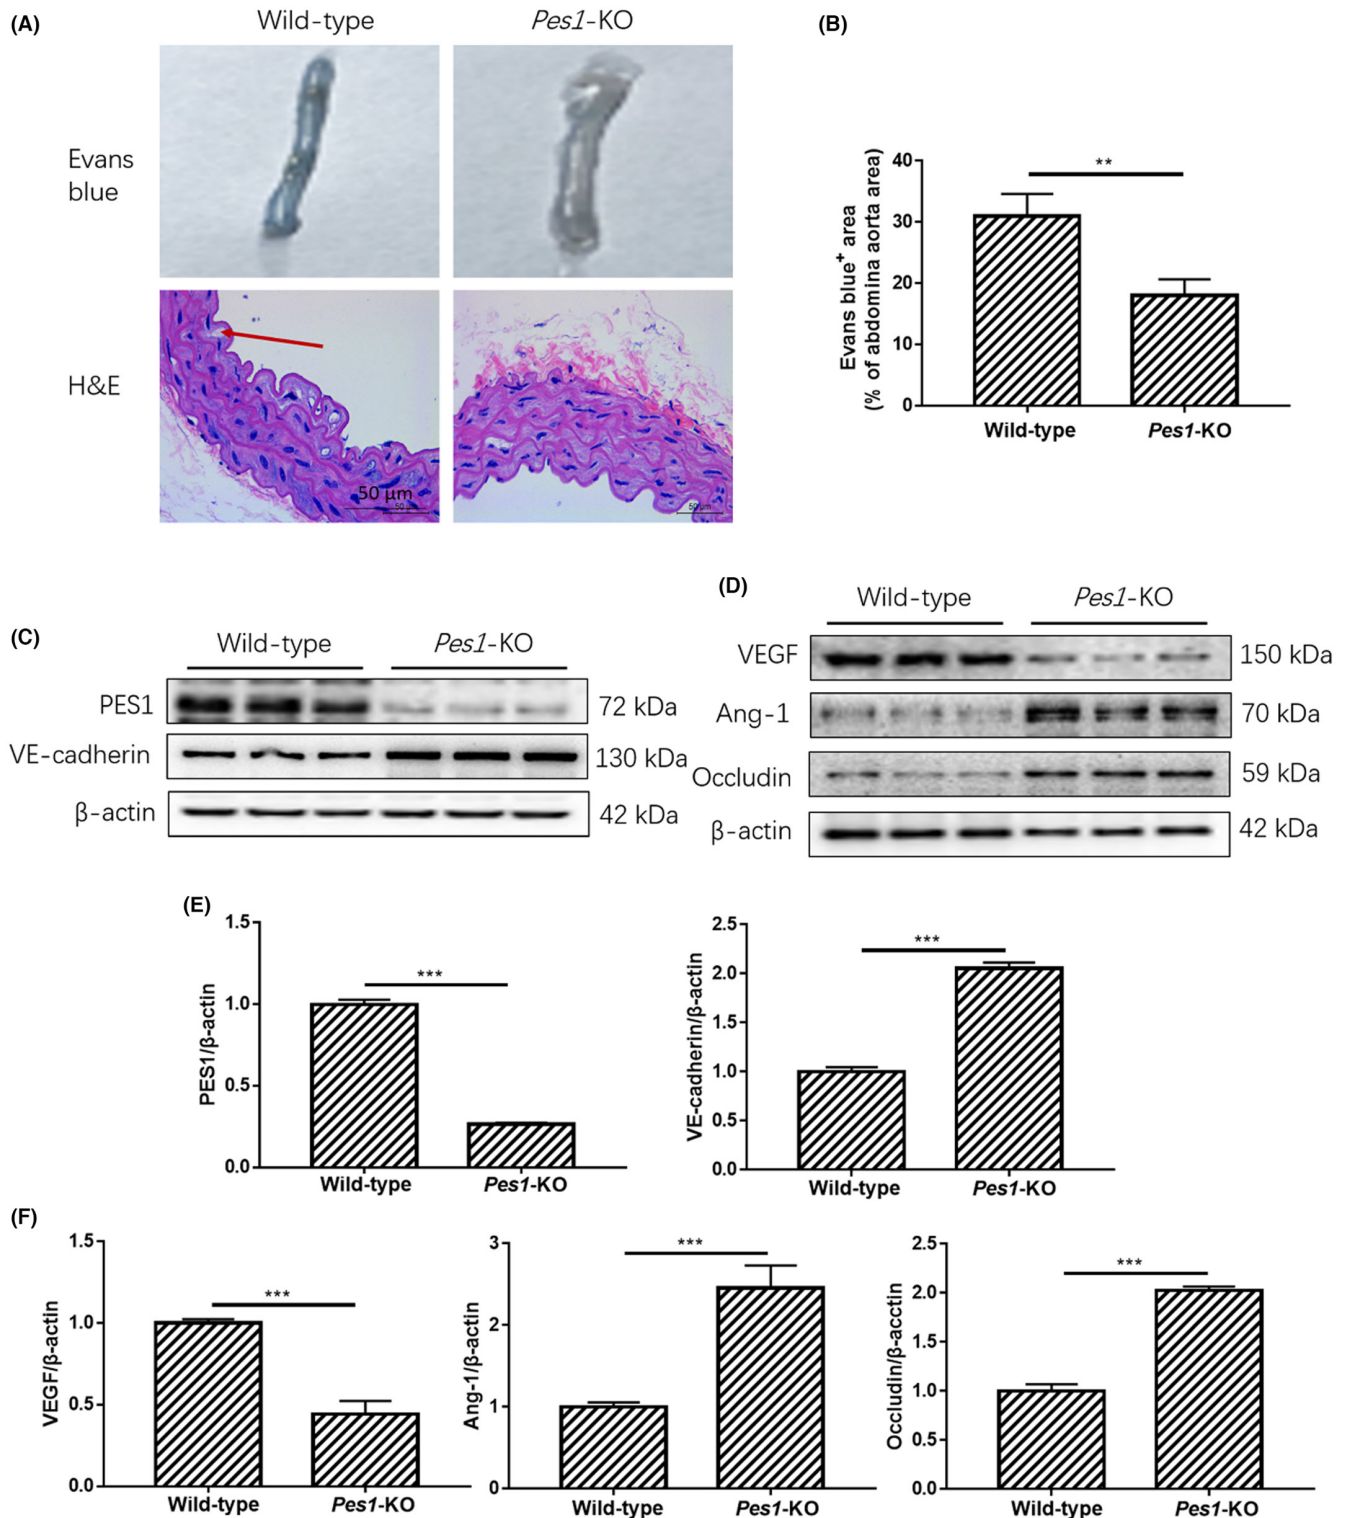 (A)
Wild-type
Pes1-KO
Evans
blue
H&E
50 μm
50 μm
50 μm
(B)
Evans blue+ area
(% of abdomina aorta area)
40
30
20
10
0
**
Wild-type
Pes1-KO
(C)
Wild-type
Pes1-KO
PES1
72 kDa
VE-cadherin
130 kDa
β-actin
42 kDa
(D)
Wild-type
Pes1-KO
VEGF
150 kDa
Ang-1
70 kDa
Occludin
59 kDa
β-actin
42 kDa
(E)
PES1/β-actin
1.5
1.0
0.5
0.0
***
Wild-type
Pes1-KO
VE-cadherin/β-actin
2.5
2.0
1.0
0.5
0.0
***
Wild-type
Pes1-KO
(F)
VEGF/β-actin
1.5
1.0
0.5
0.0
***
Wild-type
Pes1-KO
Ang-1/β-actin
3
2
1
0
***
Wild-type
Pes1-KO
Occludin/β-acctin
2.5
2.0
1.0
0.5
0.0
***
Wild-type
Pes1-KO